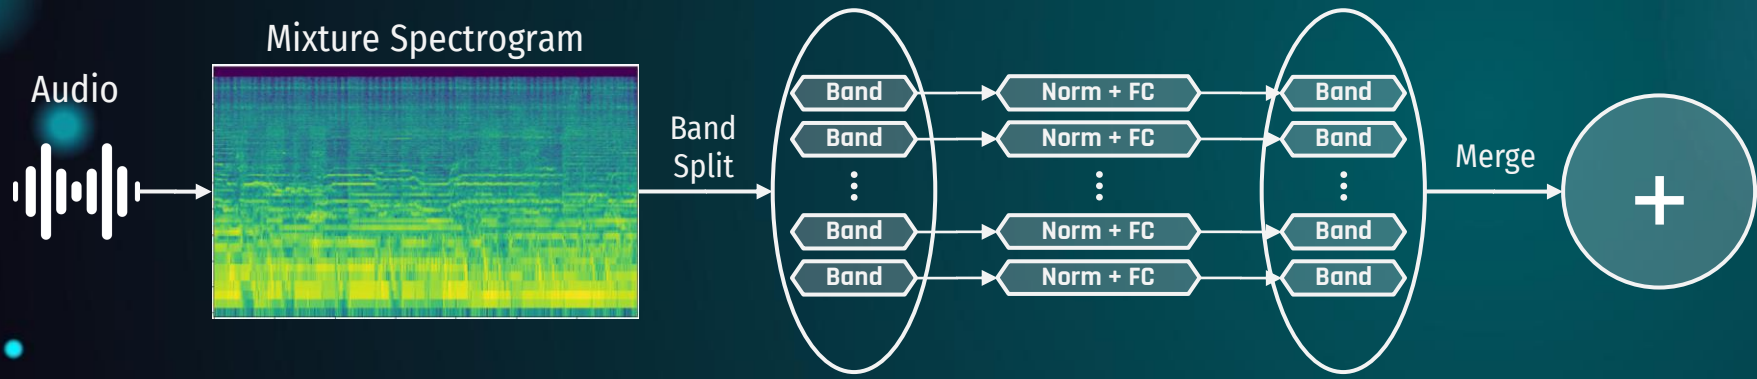 Mixture Spectrogram
Audio
Band
Split
Band
Norm + FC
Band
Band
Norm + FC
Band
Band
Norm + FC
Band
Band
Norm + FC
Band
Merge
+